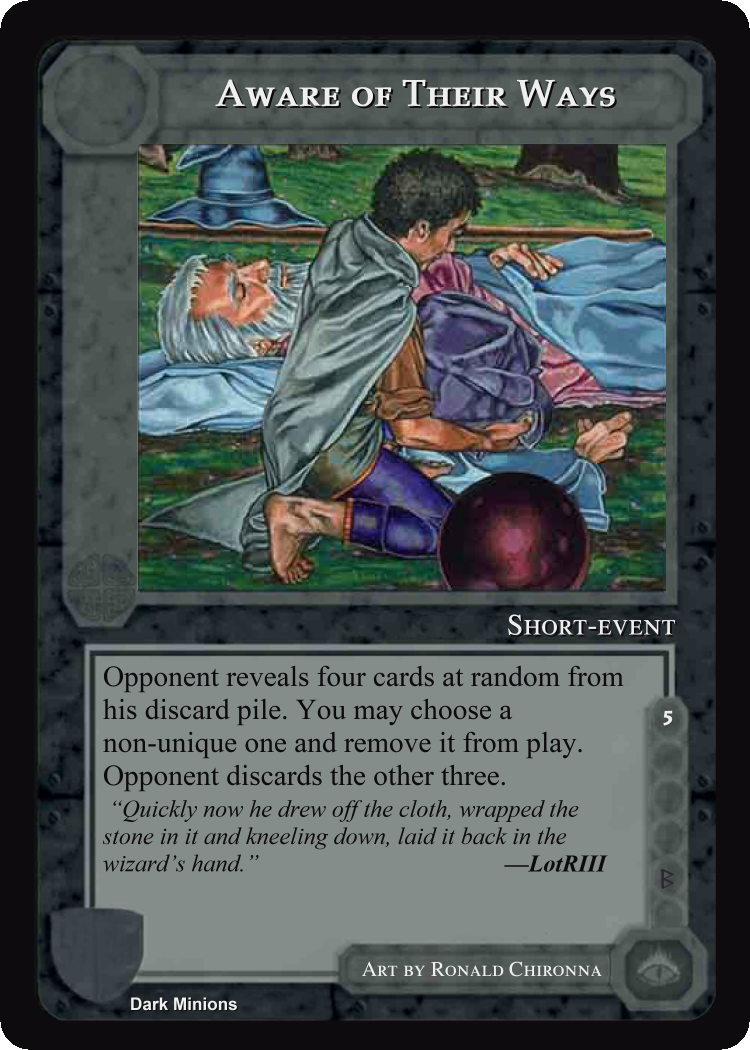 Aware of Their Ways
Short-event
Opponent reveals four cards at random from
his discard pile. You may choose a
non-unique one and remove it from play.
Opponent discards the other three.
“Quickly now he drew off the cloth, wrapped the
stone in it and kneeling down, laid it back in the
wizard’s hand.” —LotRIII
5
B
Art by Ronald Chironna
Dark Minions